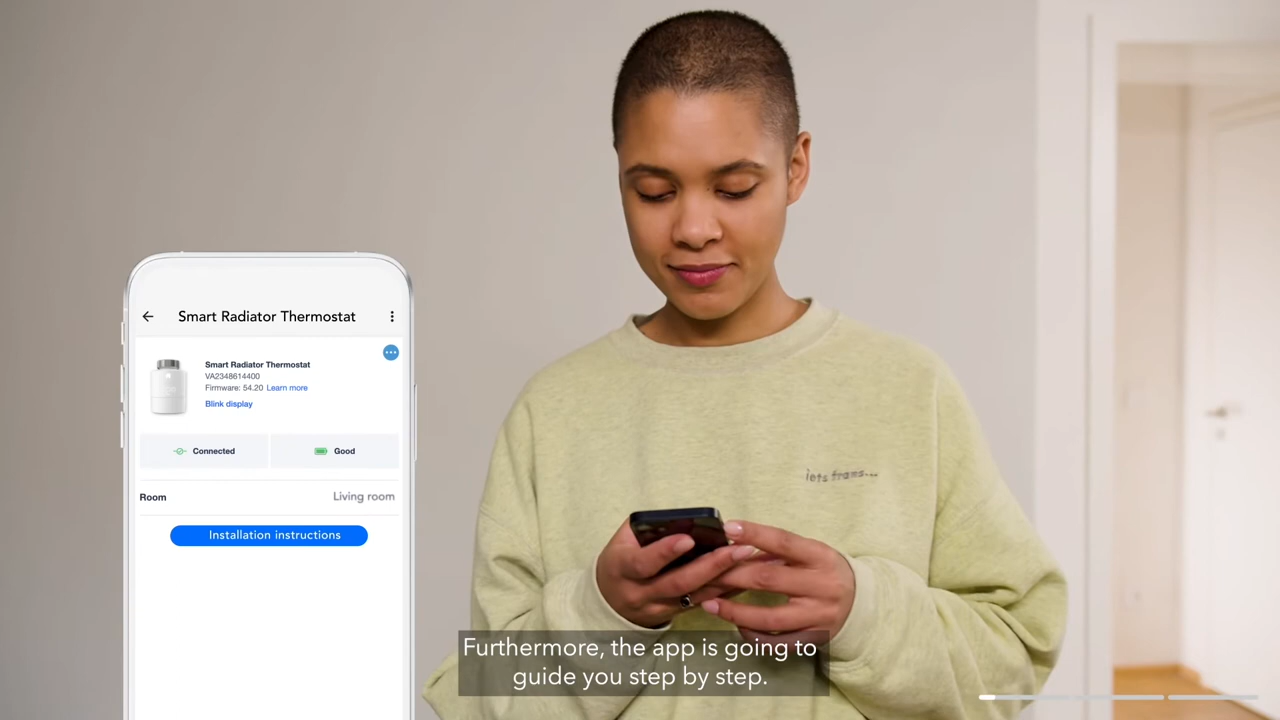 Smart Radiator Thermostat
Smart Radiator Thermostat
VA2348614400
Firmware: 54.20 Learn more
Blink display
Connected
Good
Room
Living room
Installation instructions
Furthermore, the app is going to
guide you step by step.